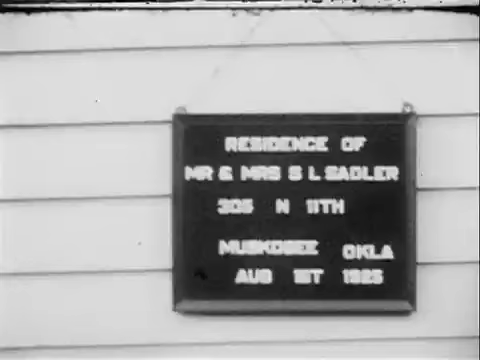 RESIDENCE OF
MR & MRS S L SADLER
305 N 11TH
MUSKOGEE OKLA
AUG 1ST 1925